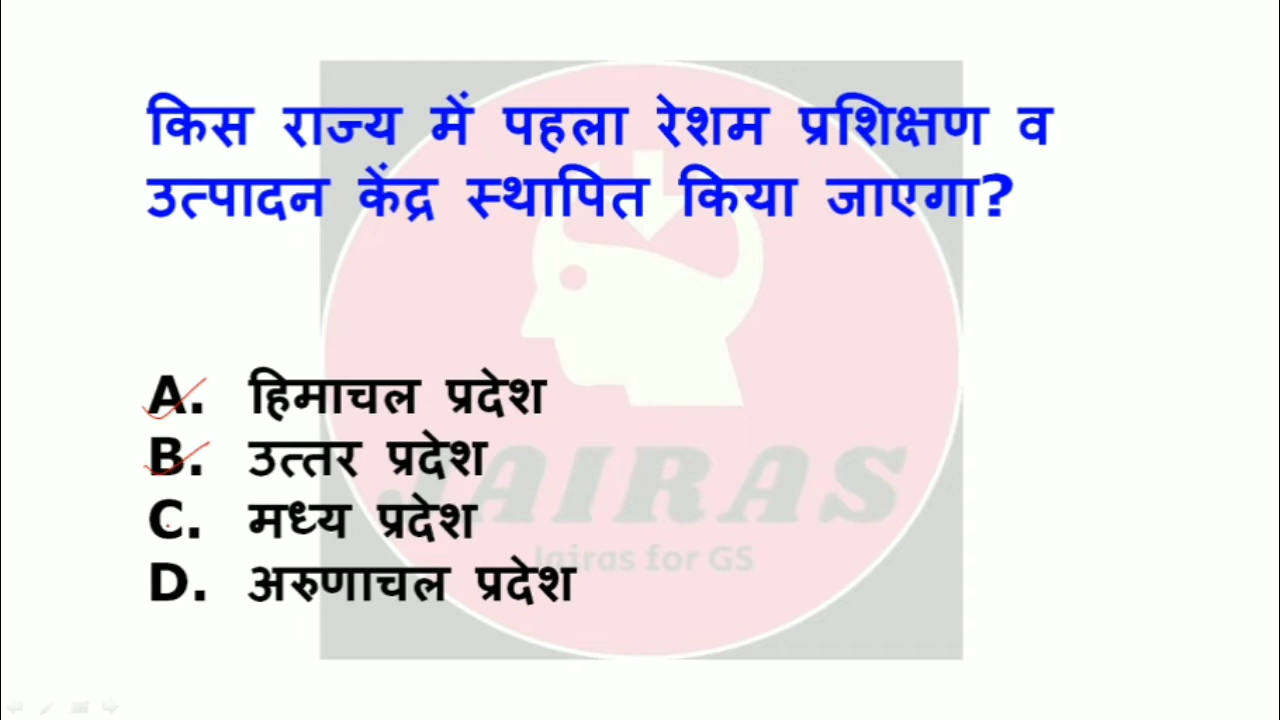 किस राज्य में पहला रेशम प्रशिक्षण व
उत्पादन केंद्र स्थापित किया जाएगा?
A. हिमाचल प्रदेश
B. उत्तर प्रदेश
C. मध्य प्रदेश
D. अरुणाचल प्रदेश
JAIRAS
Jairas for GS